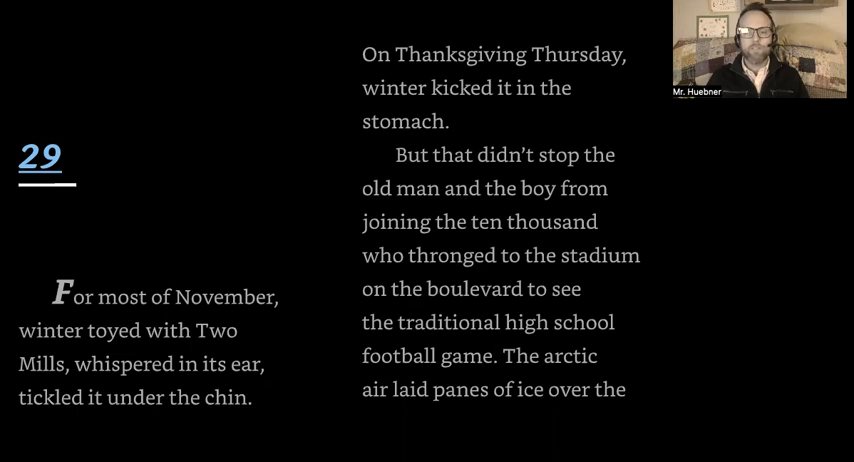 29
For most of November,
winter toyed with Two
Mills, whispered in its ear,
tickled it under the chin.
On Thanksgiving Thursday,
winter kicked it in the
stomach.
But that didn’t stop the
old man and the boy from
joining the ten thousand
who thronged to the stadium
on the boulevard to see
the traditional high school
football game. The arctic
air laid panes of ice over the
Mr. Huebner